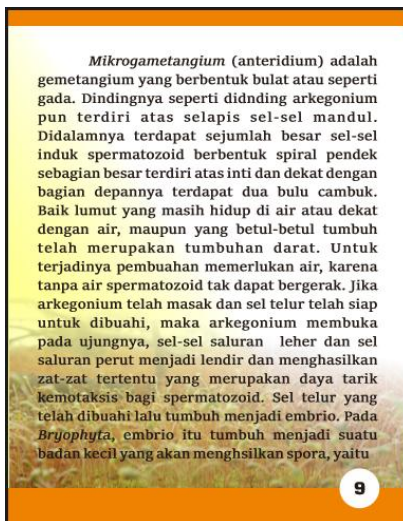 Mikrogametangium (anteridium) adalah
gemetangium yang berbentuk bulat atau seperti
gada. Dindingnya seperti didnding arkegonium
pun terdiri atas selapis sel-sel mandul.
Didalamnya terdapat sejumlah besar sel-sel
induk spermatozoid berbentuk spiral pendek
sebagian besar terdiri atas inti dan dekat dengan
bagian depannya terdapat dua bulu cambuk.
Baik lumut yang masih hidup di air atau dekat
dengan air, maupun yang betul-betul tumbuh
telah merupakan tumbuhan darat. Untuk
terjadinya pembuahan memerlukan air, karena
tanpa air spermatozoid tak dapat bergerak. Jika
arkegonium telah masak dan sel telur telah siap
untuk dibuahi, maka arkegonium membuka
pada ujungnya, sel-sel saluran leher dan sel
saluran perut menjadi lendir dan menghasilkan
zat-zat tertentu yang merupakan daya tarik
kemotaksis bagi spermatozoid. Sel telur yang
telah dibuahi lalu tumbuh menjadi embrio. Pada
Bryophyta, embrio itu tumbuh menjadi suatu
badan kecil yang akan menghsilkan spora, yaitu
9